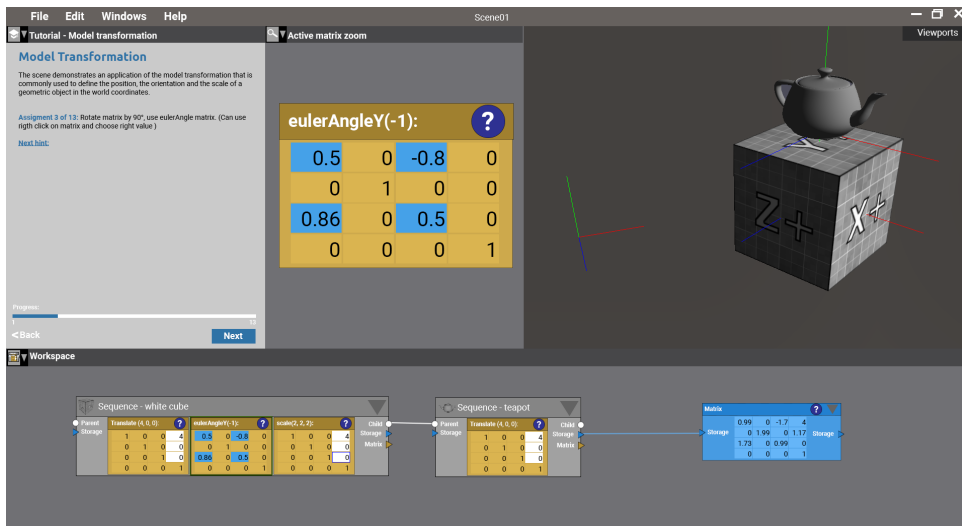 File Edit Windows Help
Scene01
Tutorial - Model transformation
Model Transformation
The scene demonstrates an application of the model transformation that is
commonly used to define the position, the orientation and the scale of a
geometric object in the world coordinates.
Assigment 3 of 13: Rotate matrix by 90°, use eulerAngle matrix. (Can use
rigth click on matrix and choose right value )
Next hint:
Progress:
1 13
<Back Next
Active matrix zoom
eulerAngleY(-1): ?
0.5 0 -0.8 0
0 1 0 0
0.86 0 0.5 0
0 0 0 1
Viewports
Y
Z+ X+
Workspace
Sequence - white cube
Parent
Storage
Translate (4, 0, 0): ?
1 0 0 4
0 1 0 0
0 0 1 0
0 0 0 1
eulerAngleY(-1): ?
0.5 0 -0.8 0
0 1 0 0
0.86 0 0.5 0
0 0 0 1
scale(2, 2, 2): ?
1 0 0 4
0 1 0 0
0 0 1 0
0 0 0 1
Child
Storage
Matrix
Sequence - teapot
Parent
Storage
Translate (4, 0, 0): ?
1 0 0 4
0 1 0 0
0 0 1 0
0 0 0 1
Child
Storage
Matrix
Matrix ?
Storage
0.99 0 -1.7 4
0 1.99 0 1.17
1.73 0 0.99 0
0 0 0 1
Storage